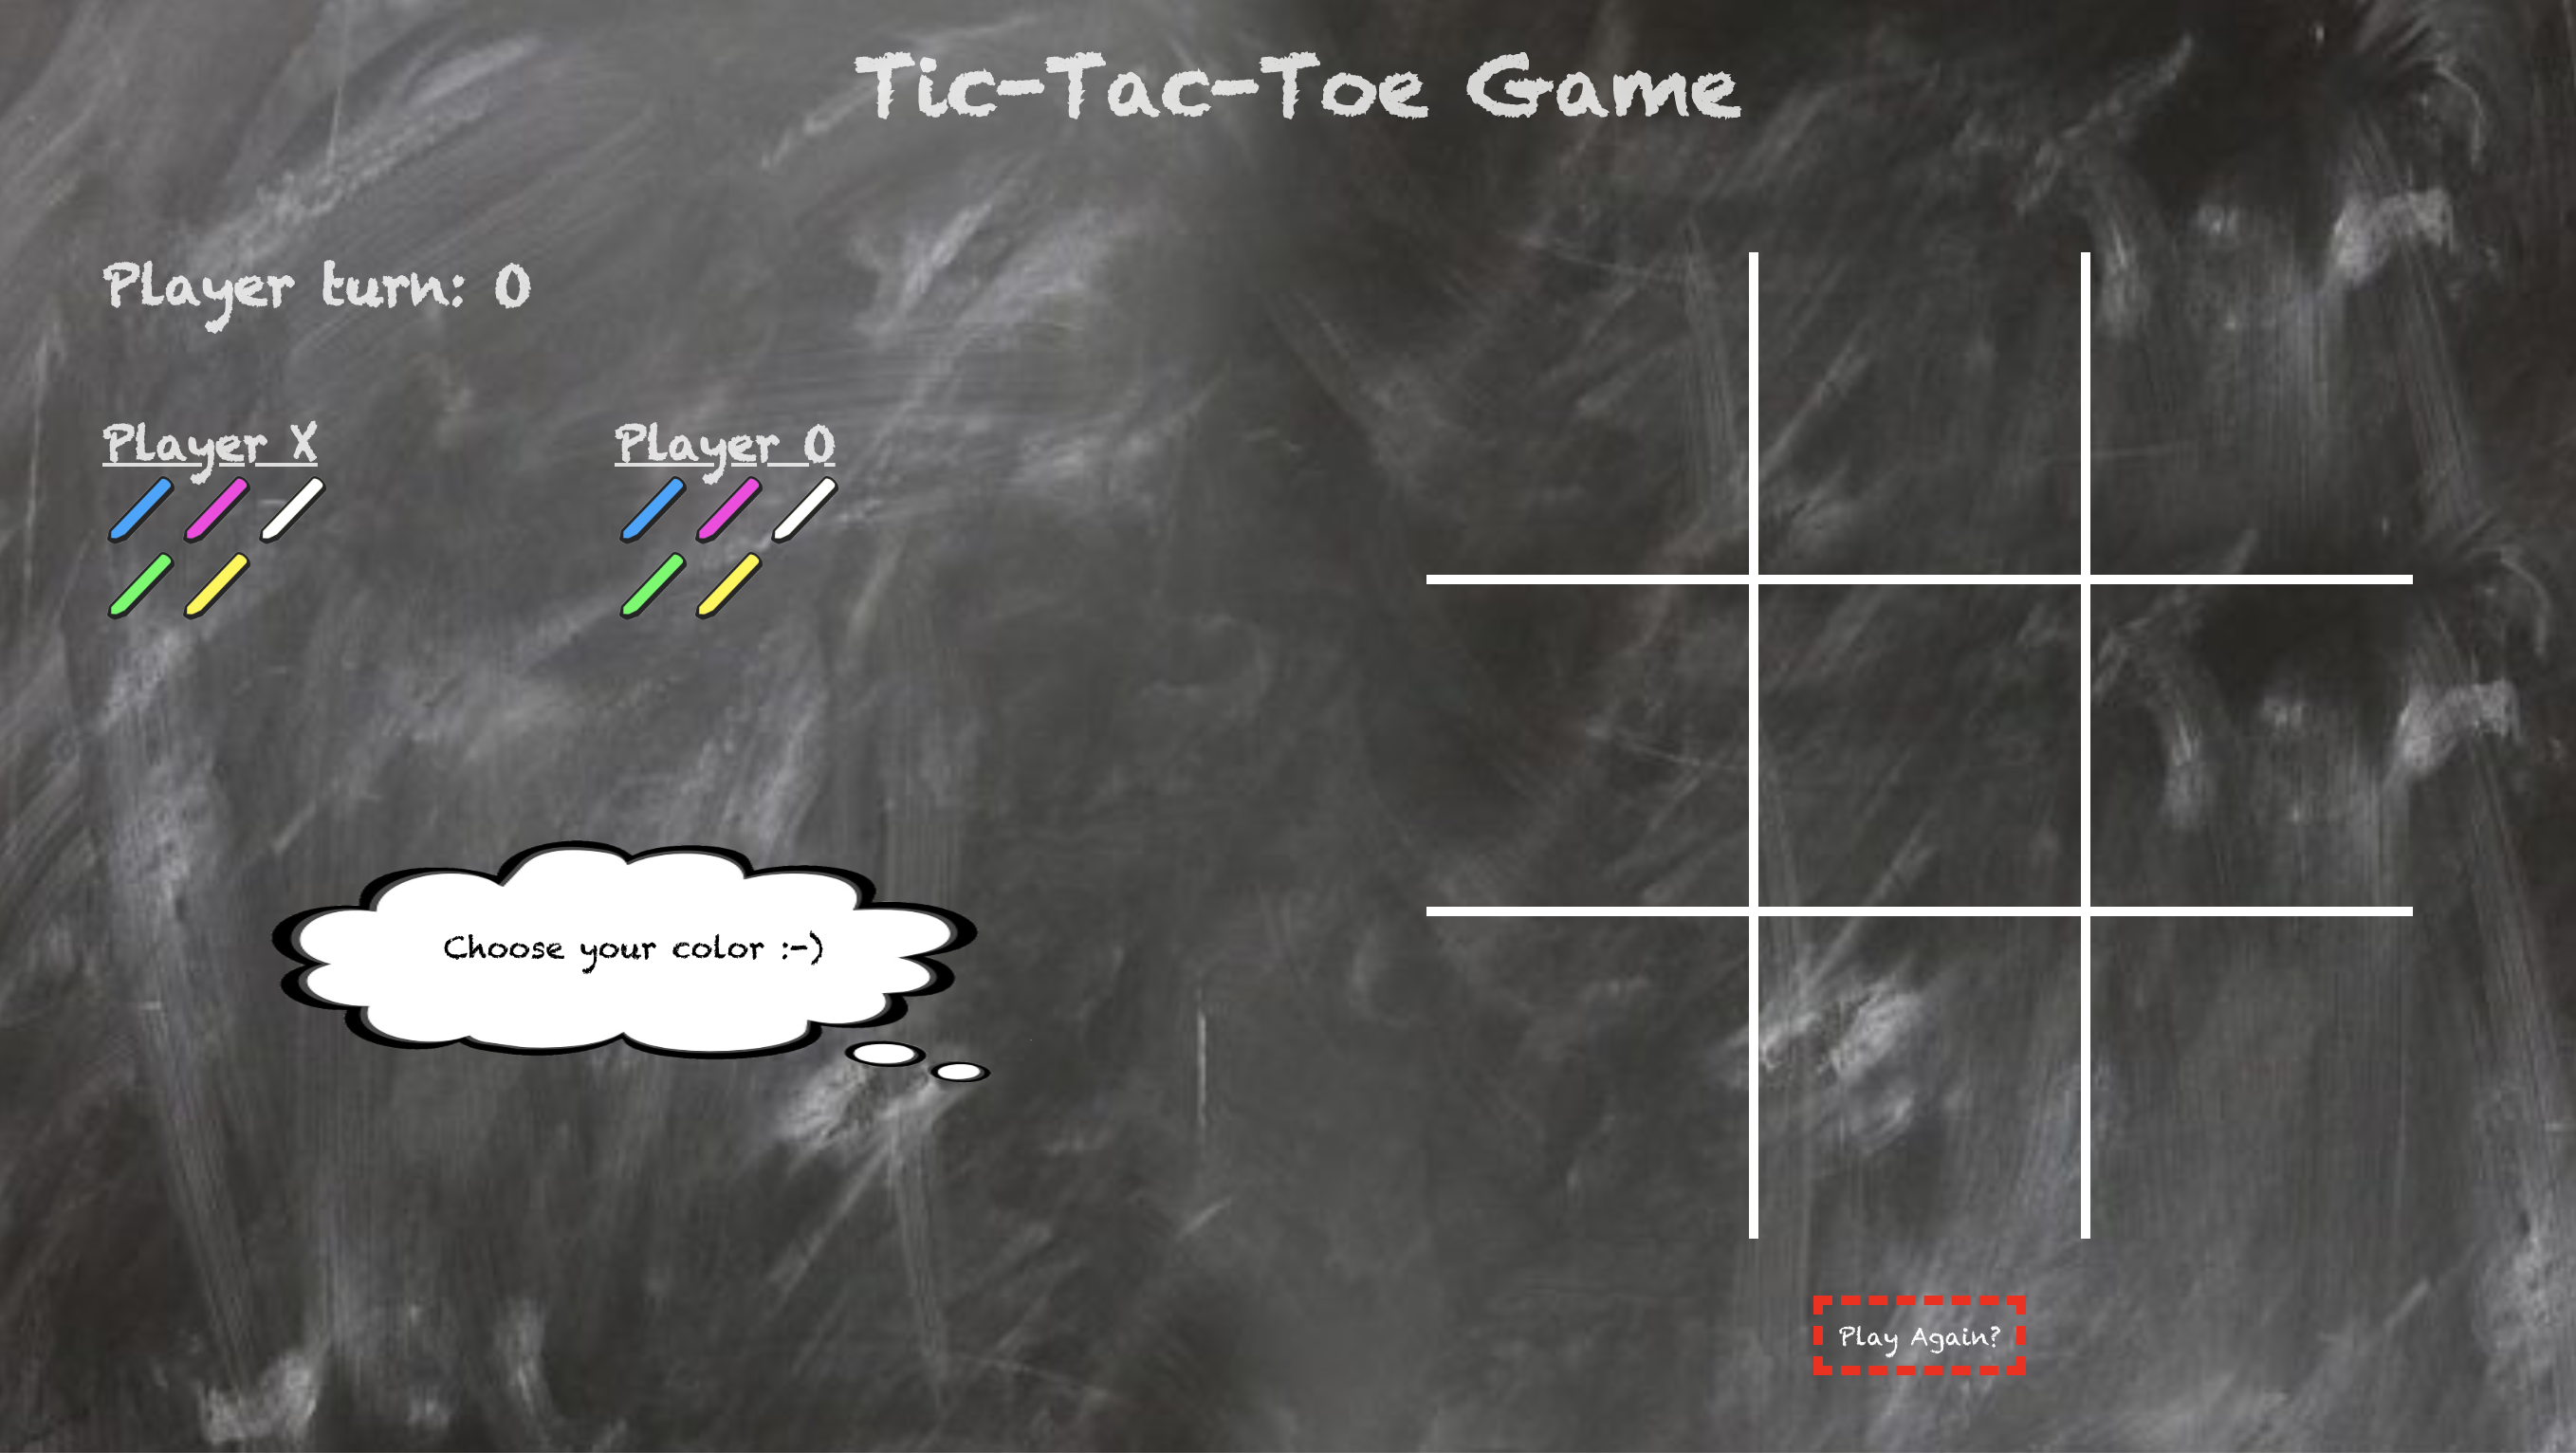 Tic-Tac-Toe Game
Player turn: O
Player X
Player O
Choose your color :-)
Play Again?